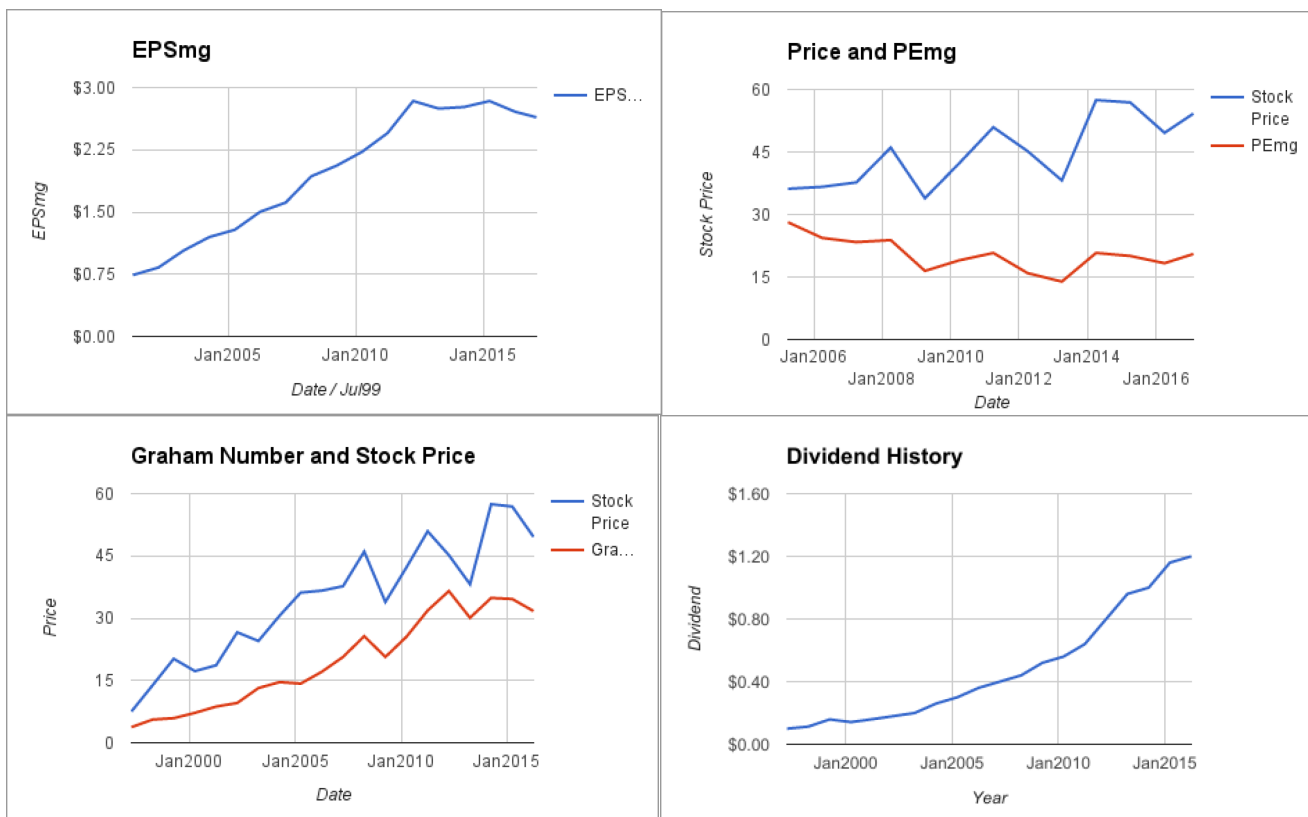 EPSmg
$3.00
$2.25
$1.50
$0.75
$0.00
EPSmg
EPS...
Jan2005 Jan2010 Jan2015
Date / Jul99
Price and PEmg
60
45
30
15
0
Stock Price
Stock
Price
PEmg
Jan2006 Jan2010 Jan2014
Jan2008 Jan2012 Jan2016
Date
Graham Number and Stock Price
60
45
30
15
0
Price
Stock
Price
Gra...
Jan2000 Jan2005 Jan2010 Jan2015
Date
Dividend History
$1.60
$1.20
$0.80
$0.40
$0.00
Dividend
Jan2000 Jan2005 Jan2010 Jan2015
Year